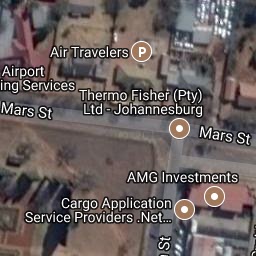 Air Travelers
P
Airport
ing Services
Thermo Fisher (Pty)
Ltd - Johannesburg
Mars St
Mars St
AMG Investments
Cargo Application
Service Providers .Net...
St